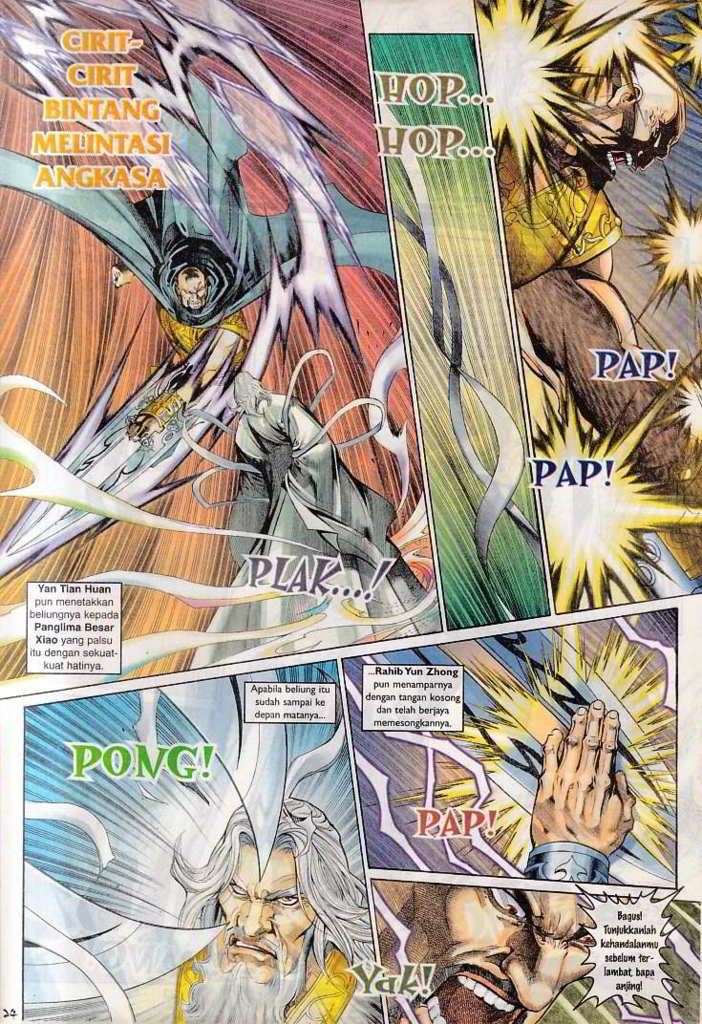 CIRIT-
CIRIT
BINTANG
MELINTASI
ANGKASA
HOP...
HOP...
PAP!
PAP!
PLAK...!
Yan Tian Huan
pun menetakkan
beliungnya kepada
Panglima Besar
Xiao yang palsu
itu dengan sekuat-
kuat hatinya.
Apabila beliung itu
sudah sampai ke
depan matanya...
PONG!
...Rahib Yun Zhong
pun menamparnya
dengan tangan kosong
dan telah berjaya
memesongkannya.
PAP!
Bagus!
Tunjukkanlah
kehandalanmu
sebelum ter-
lambat, bapa
anjing!
Yak!
24